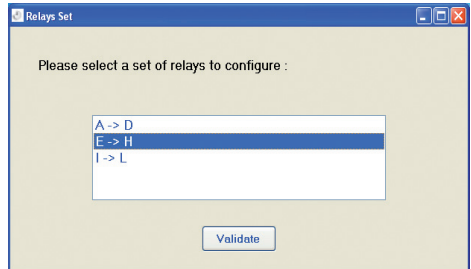 Relays Set
Please select a set of relays to configure :
A -> D
E -> H
I -> L
Validate